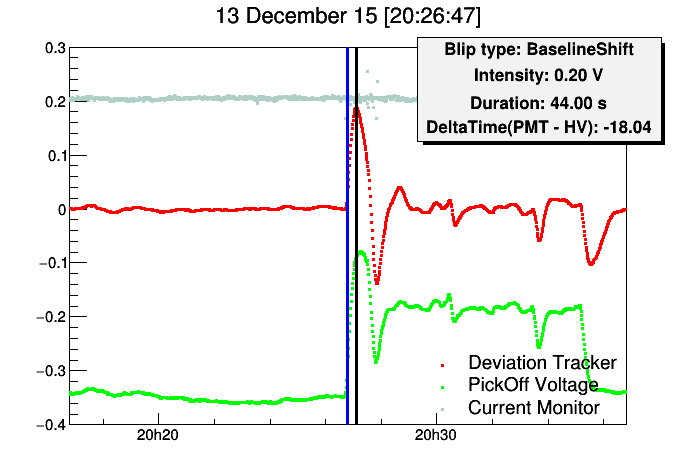 13 December 15 [20:26:47]
Blip type: BaselineShift
Intensity: 0.20 V
Duration: 44.00 s
DeltaTime(PMT - HV): -18.04
0.3
0.2
0.1
0
−0.1
−0.2
−0.3
−0.4
Deviation Tracker
PickOff Voltage
Current Monitor
20h20
20h30